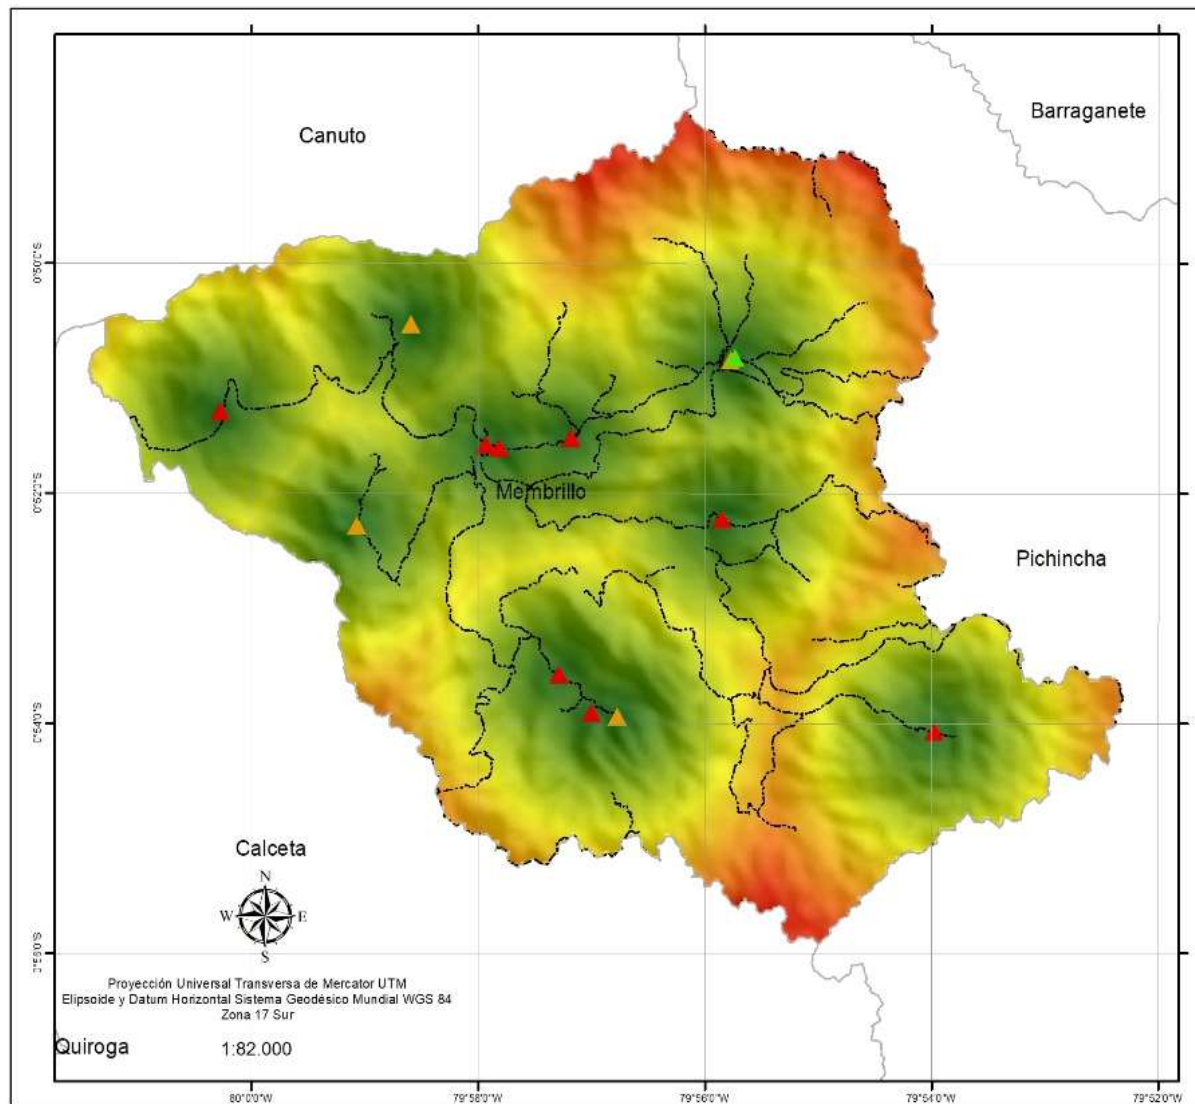 Canuto
Barraganete
0°50'0"S
Membrillo
0°52'0"S
Pichincha
0°54'0"S
Calceta
N
W E
S
0°56'0"S
Proyección Universal Transversa de Mercator UTM
Elipsoide y Datum Horizontal Sistema Geodésico Mundial WGS 84
Zona 17 Sur
Quiroga
1:82.000
80°0'0"W 79°58'0"W 79°56'0"W 79°54'0"W 79°52'0"W